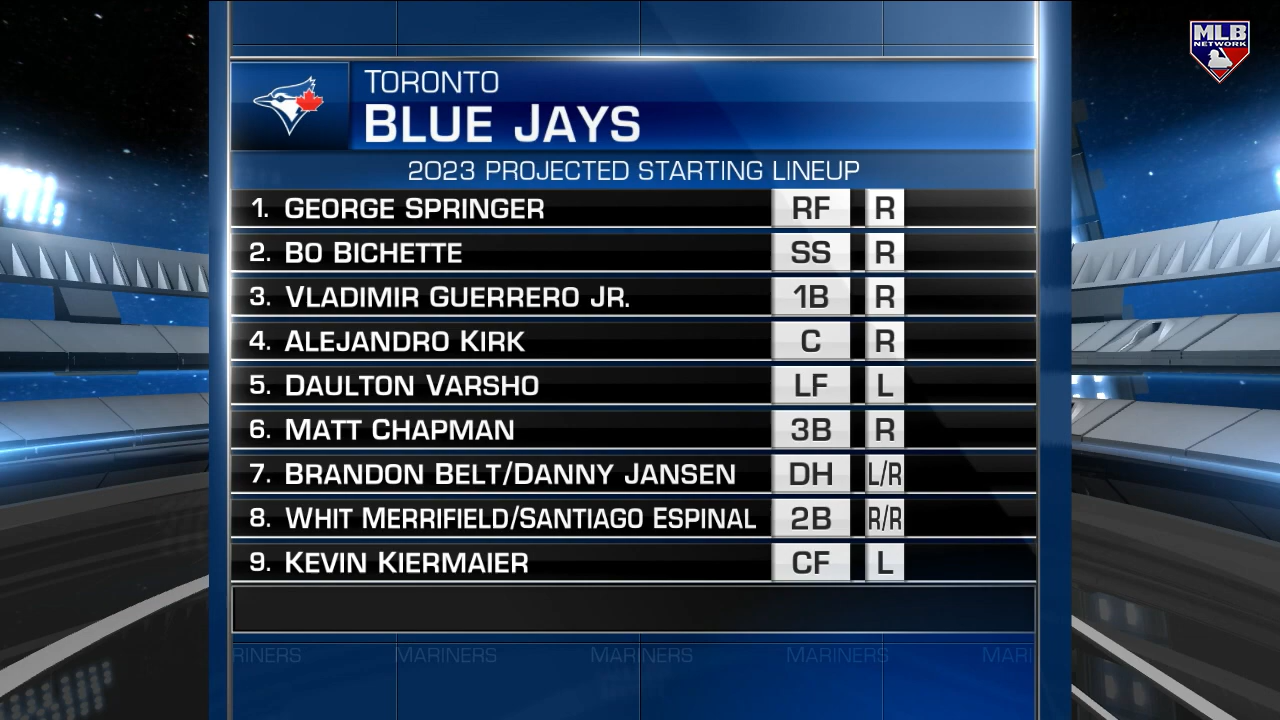 MLB
NETWORK
TORONTO
BLUE JAYS
2023 PROJECTED STARTING LINEUP
1. GEORGE SPRINGER RF R
2. BO BICHETTE SS R
3. VLADIMIR GUERRERO JR. 1B R
4. ALEJANDRO KIRK C R
5. DAULTON VARSHO LF L
6. MATT CHAPMAN 3B R
7. BRANDON BELT/DANNY JANSEN DH L/R
8. WHIT MERRIFIELD/SANTIAGO ESPINAL 2B R/R
9. KEVIN KIERMAIER CF L
RINERS MARINERS MARINERS MARINERS MARI